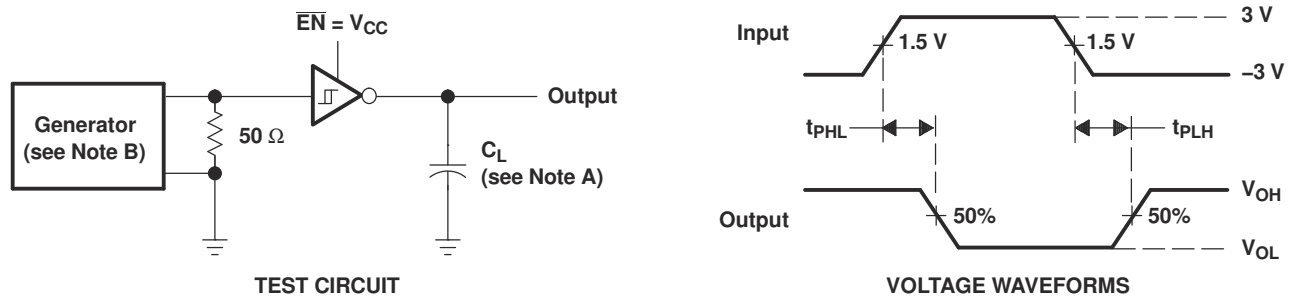 EN = VCC
Generator
(see Note B)
50 Ω
Output
CL
(see Note A)
TEST CIRCUIT
Input
1.5 V
1.5 V
3 V
−3 V
tPHL
tPLH
Output
50%
50%
VOH
VOL
VOLTAGE WAVEFORMS